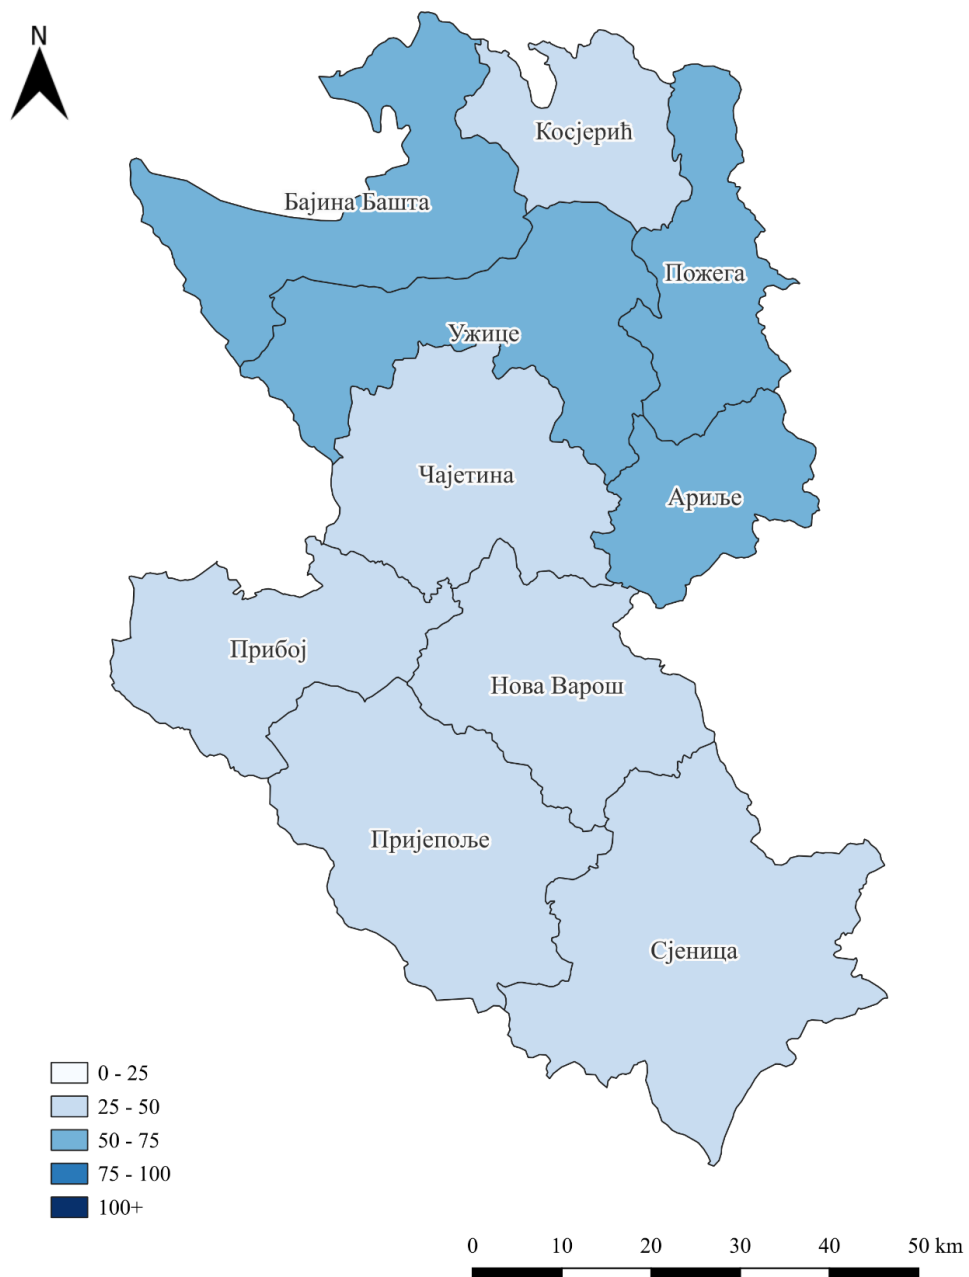 N
Косјерић
Бајина Башта
Пожега
Ужице
Чајетина
Ариље
Прибој
Нова Варош
Пријепоље
Сјеница
0 - 25
25 - 50
50 - 75
75 - 100
100+
0 10 20 30 40 50 km